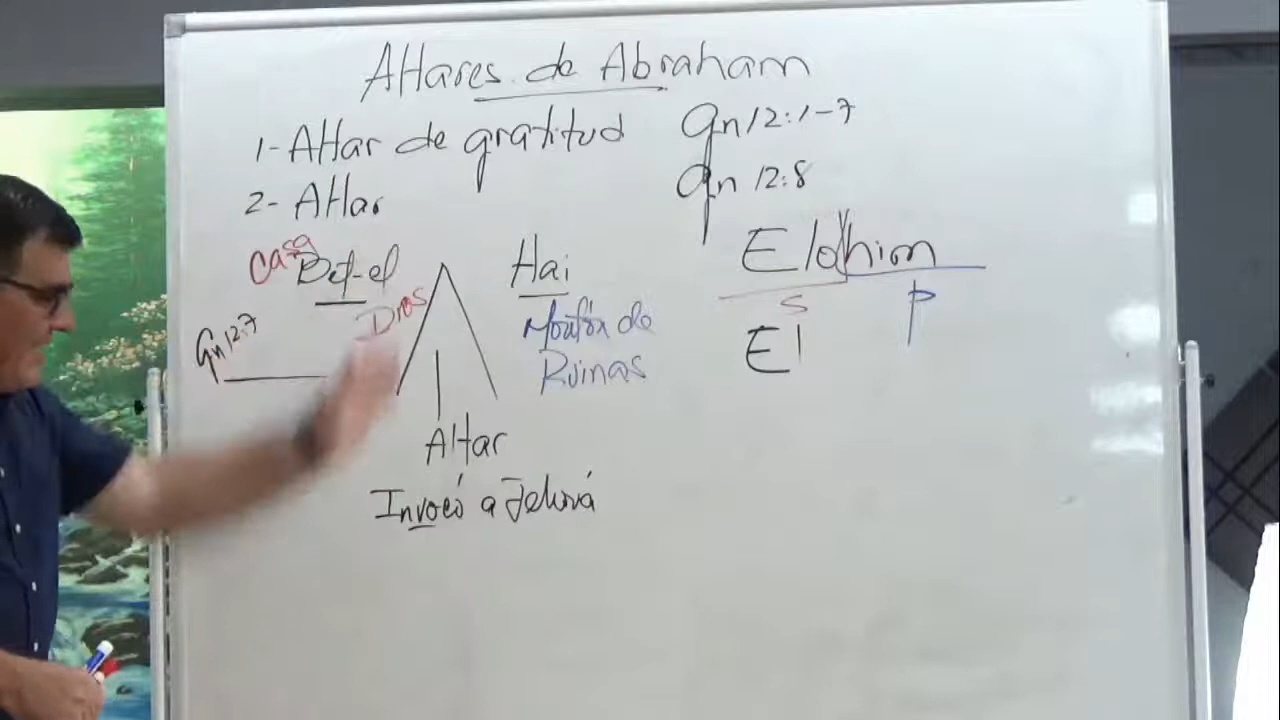 Altares de Abraham
1- Altar de gratitud Gn 12:1-7
2- Altar Gn 12:8
Casa
Bet-el
Dios
Hai
Montón de
Ruinas
Gn 12:7
Altar
Invocó a Jehová
Elohim
S P
El